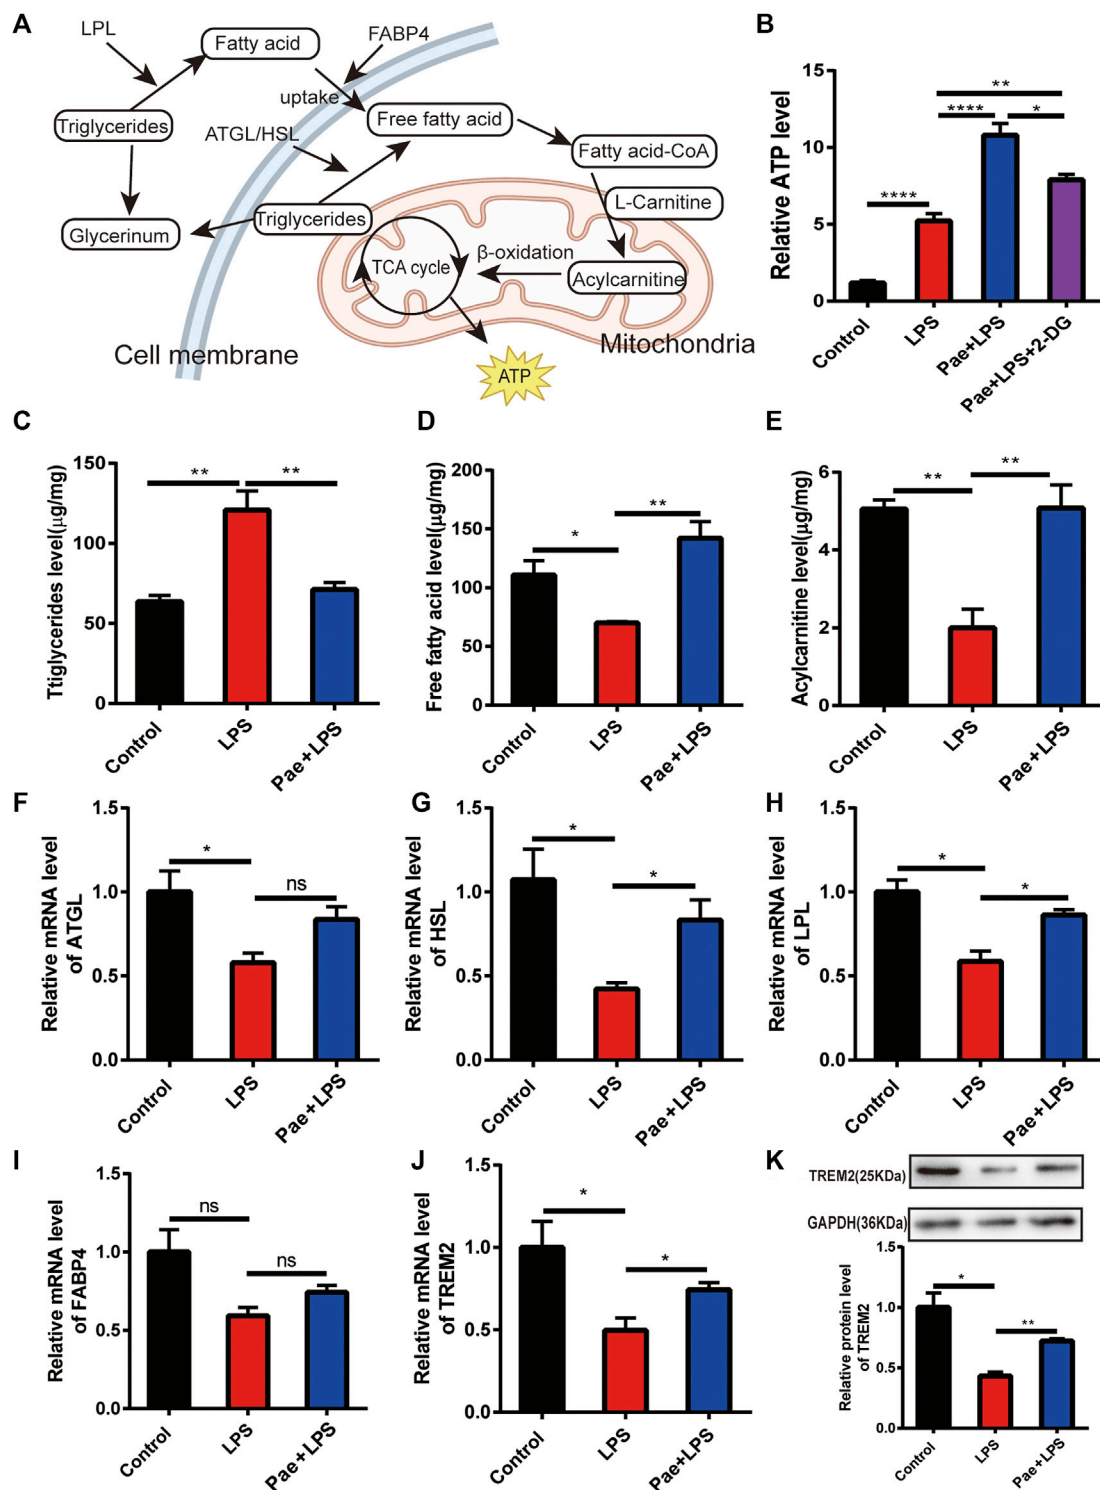 A
LPL
Fatty acid
FABP4
uptake
Triglycerides
ATGL/HSL
Free fatty acid
Fatty acid-CoA
L-Carnitine
Glycerinum
Triglycerides
TCA cycle
β-oxidation
Acylcarnitine
Cell membrane
Mitochondria
ATP
B
Relative ATP level
15
10
5
0
****
****
**
*
Control
LPS
Pae+LPS
Pae+LPS+2-DG
C
Ttiglycerides level(μg/mg)
150
100
50
0
**
**
Control
LPS
Pae+LPS
D
Free fatty acid level(μg/mg)
200
150
100
50
0
*
**
Control
LPS
Pae+LPS
E
Acylcarnitine level(μg/mg)
6
4
2
0
**
**
Control
LPS
Pae+LPS
F
Relative mRNA level
of ATGL
1.5
1.0
0.5
0.0
*
ns
Control
LPS
Pae+LPS
G
Relative mRNA level
of HSL
1.5
1.0
0.5
0.0
*
*
Control
LPS
Pae+LPS
H
Relative mRNA level
of LPL
1.5
1.0
0.5
0.0
*
*
Control
LPS
Pae+LPS
I
Relative mRNA level
of FABP4
1.5
1.0
0.5
0.0
ns
ns
Control
LPS
Pae+LPS
J
Relative mRNA level
of TREM2
1.5
1.0
0.5
0.0
*
*
Control
LPS
Pae+LPS
K
TREM2(25KDa)
GAPDH(36KDa)
Relative protein level
of TREM2
1.5
1.0
0.5
0.0
*
**
Control
LPS
Pae+LPS